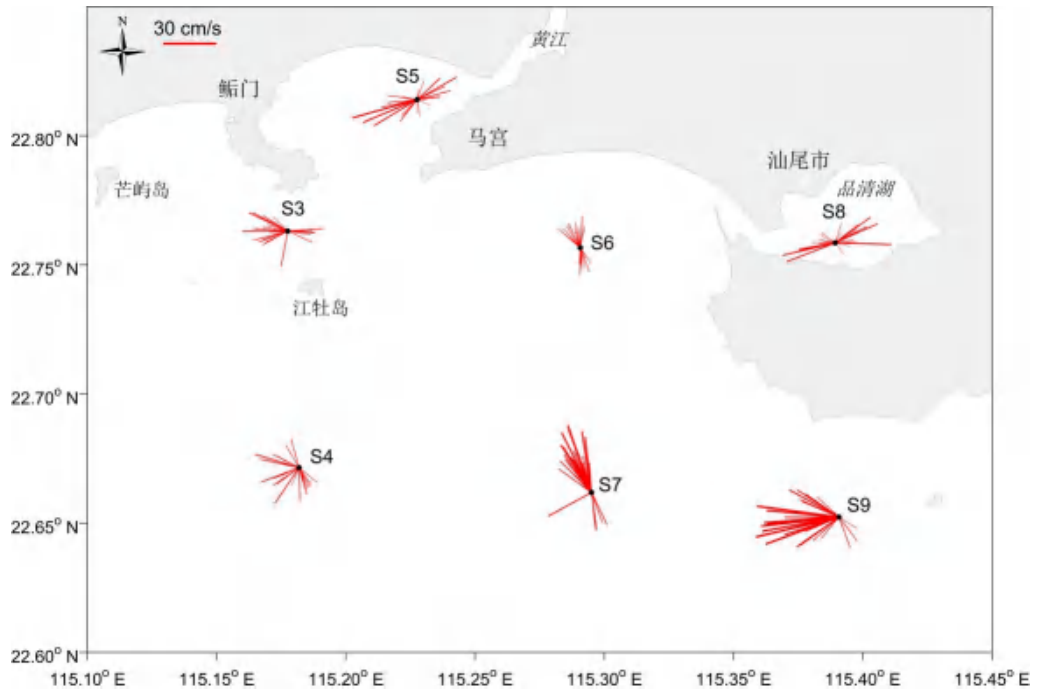 N
30 cm/s
黄江
鲘门
S5
马宫
22.80° N
汕尾市
芒屿岛
品清湖
S3
S8
S6
22.75° N
江牡岛
22.70° N
S4
S7
S9
22.65° N
22.60° N
115.10° E
115.15° E
115.20° E
115.25° E
115.30° E
115.35° E
115.40° E
115.45° E